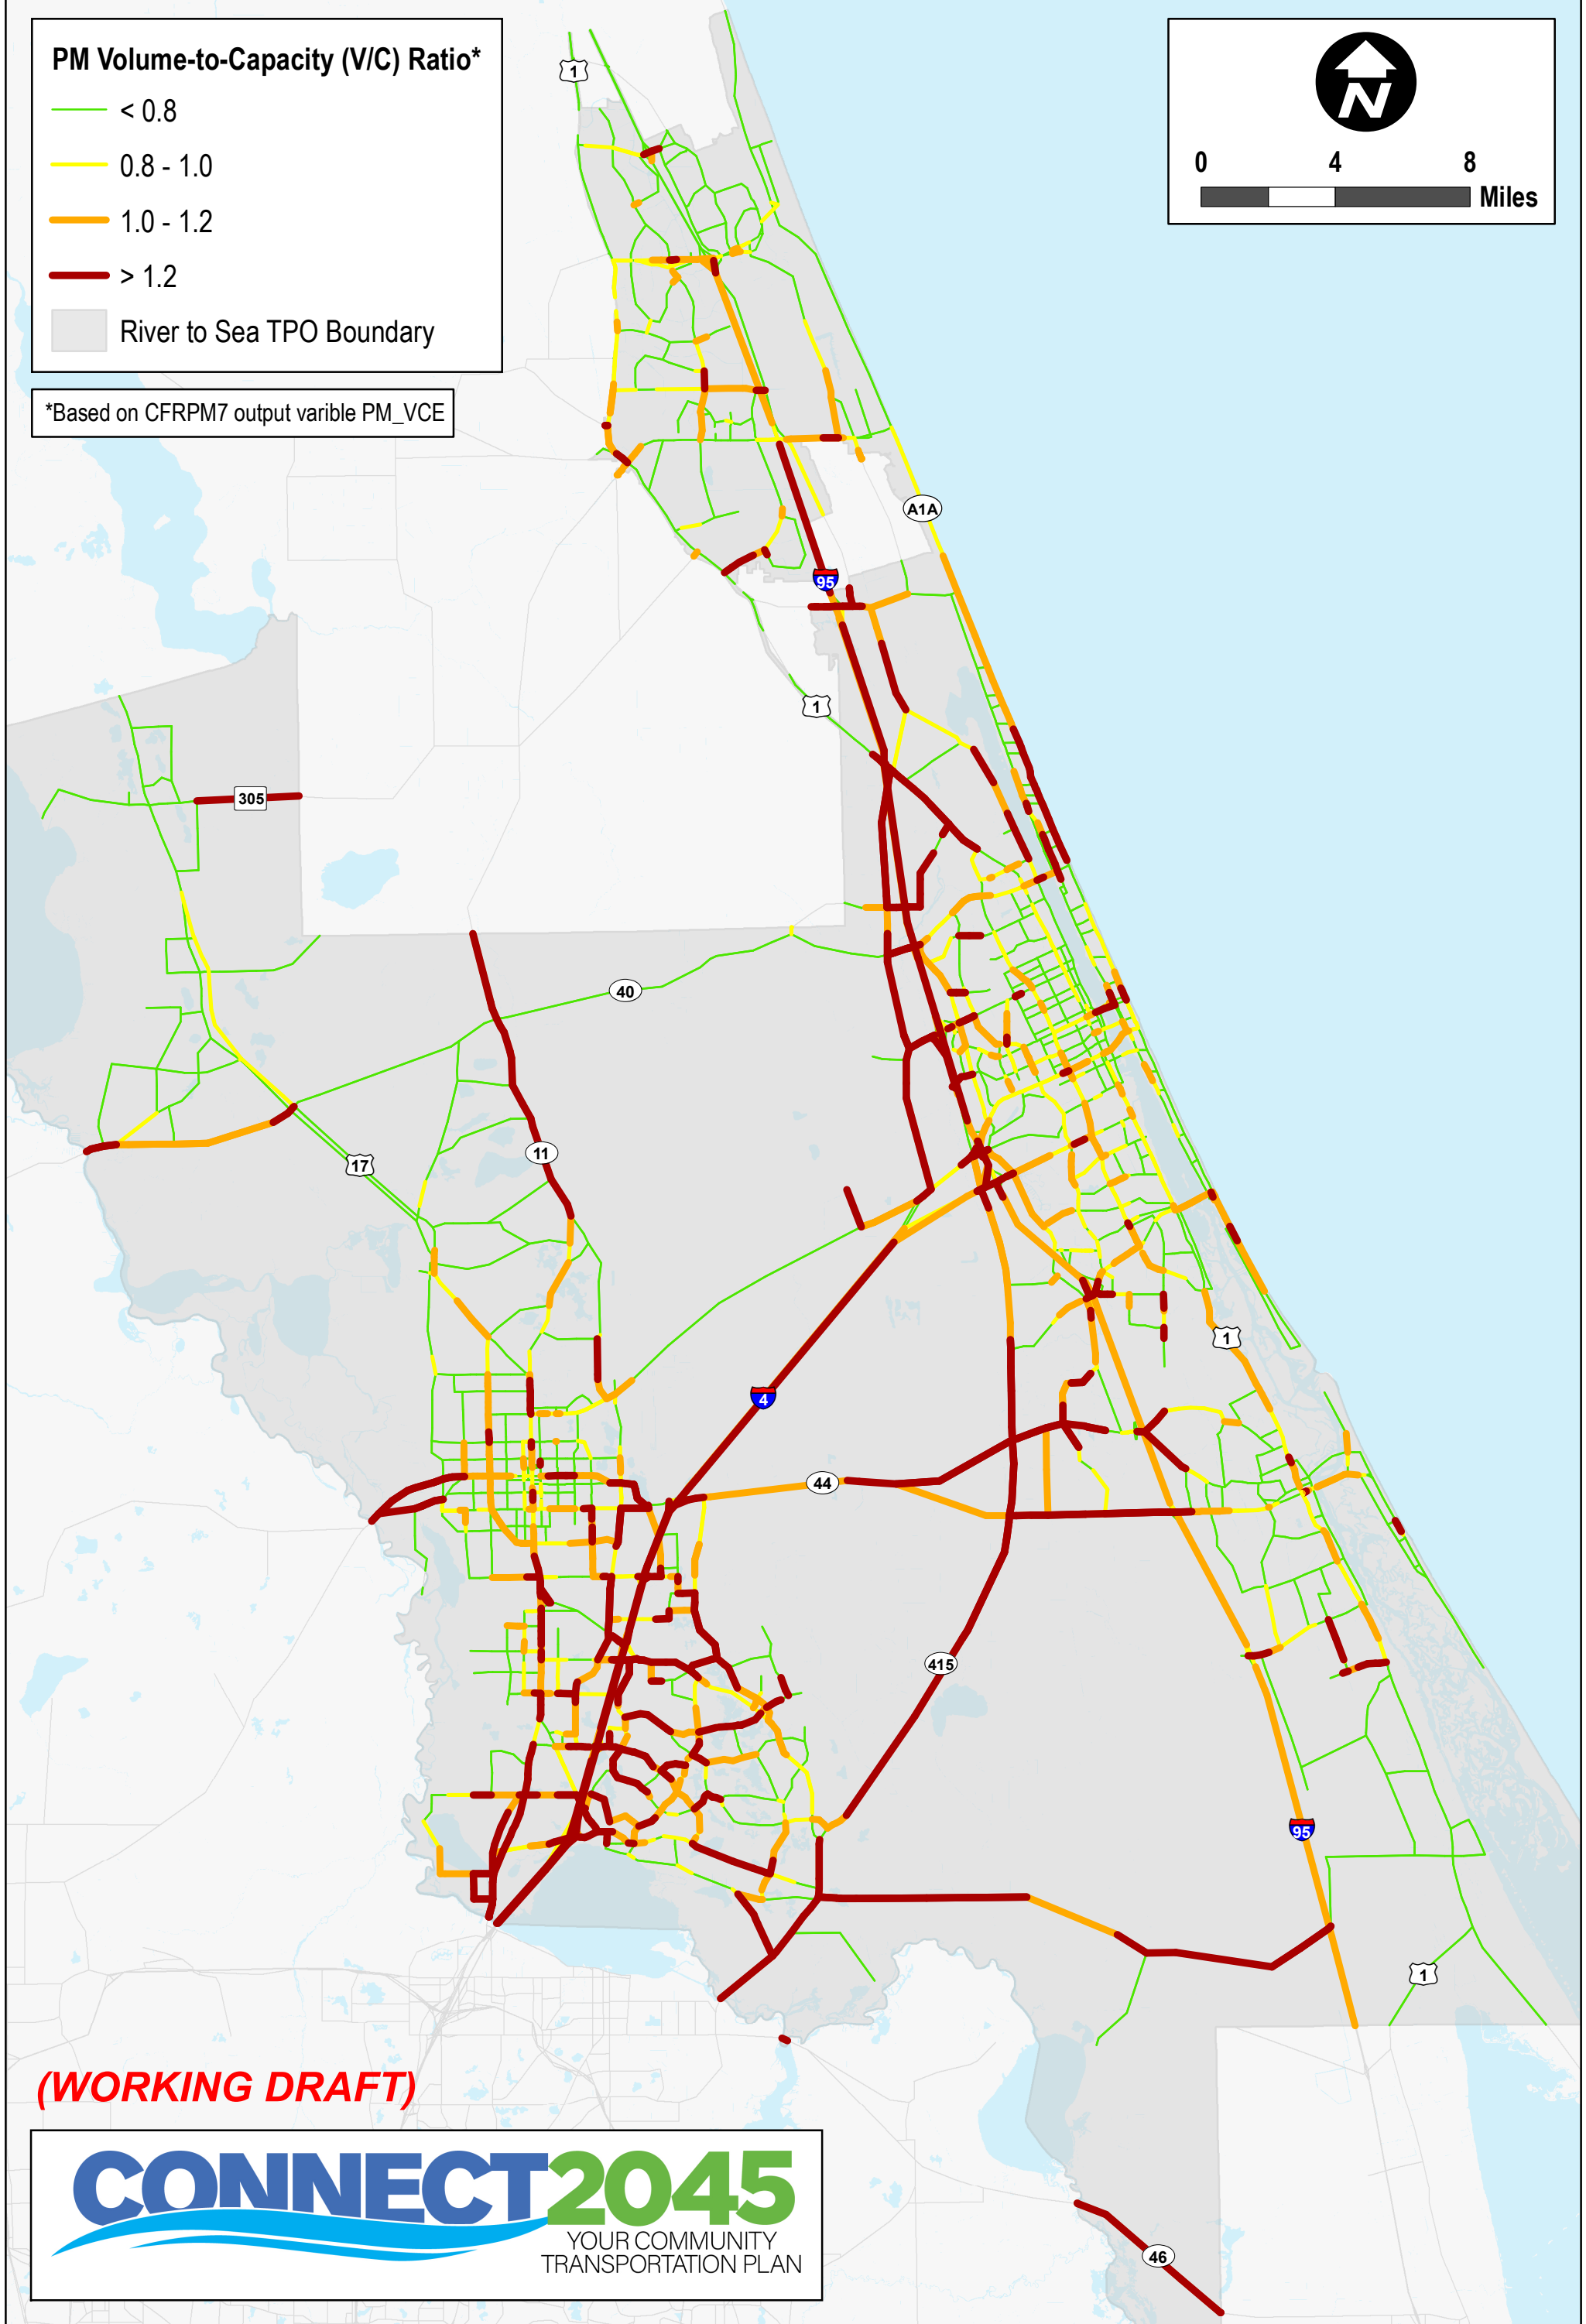 PM Volume-to-Capacity (V/C) Ratio*
< 0.8
0.8 - 1.0
1.0 - 1.2
> 1.2
River to Sea TPO Boundary
*Based on CFRPM7 output varible PM_VCE
N
0 4 8
Miles
1
A1A
95
1
305
40
11
17
1
4
44
415
95
1
46
(WORKING DRAFT)
CONNECT2045
YOUR COMMUNITY
TRANSPORTATION PLAN